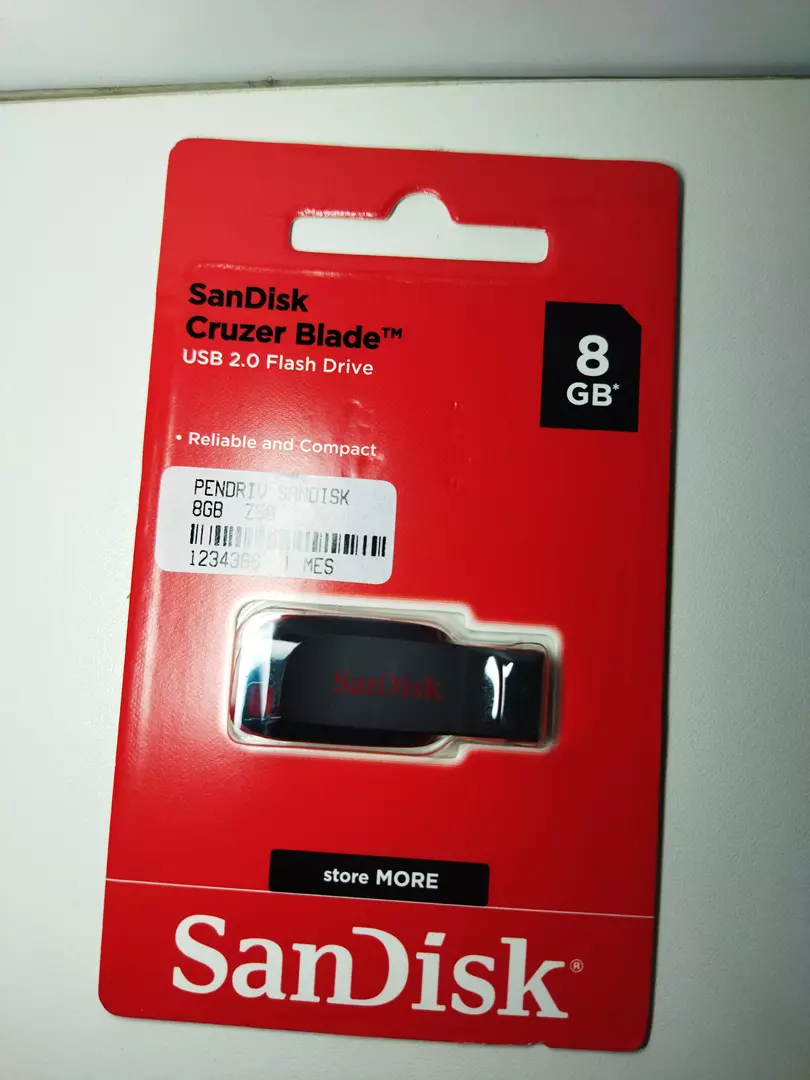 SanDisk
Cruzer Blade™
USB 2.0 Flash Drive
8
GB*
• Reliable and Compact
PENDRIV SANDISK
8GB
MES
SanDisk
store MORE
SanDisk®